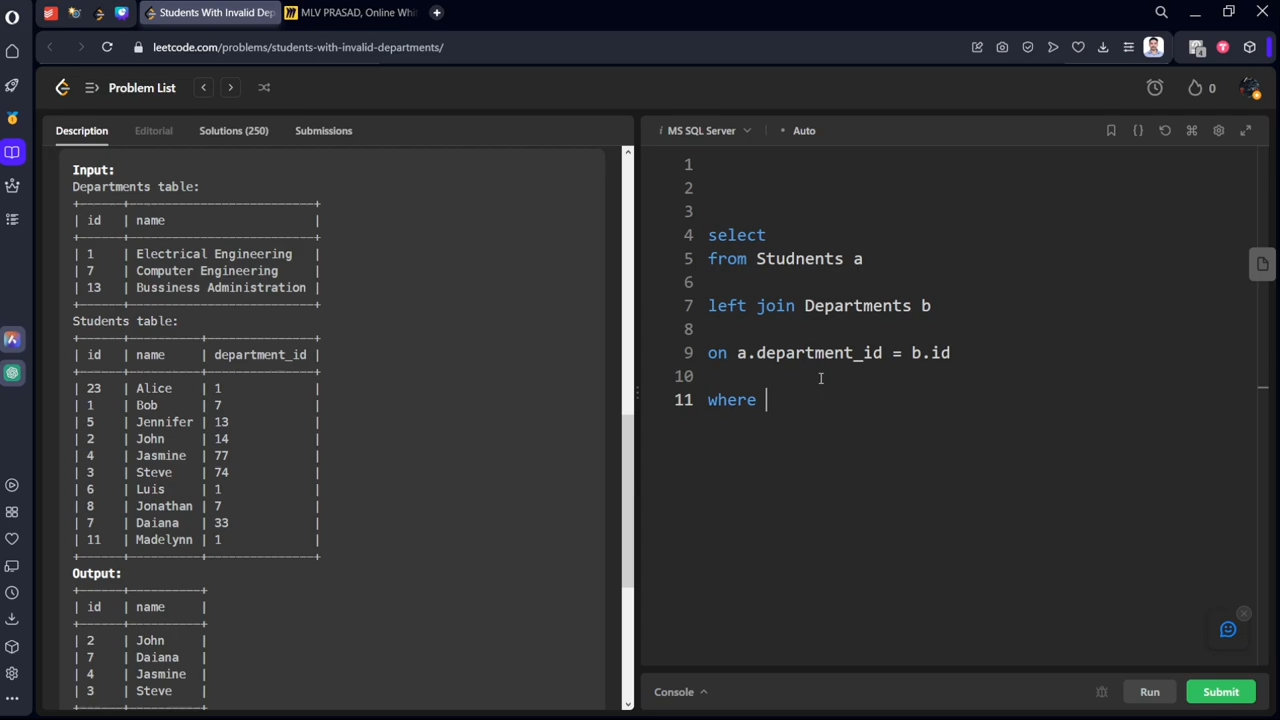 Students With Invalid Dep
MLV PRASAD, Online Whit
leetcode.com/problems/students-with-invalid-departments/
4
Problem List
0
Description
Editorial
Solutions (250)
Submissions
MS SQL Server
Auto
Input:
Departments table:
+------+--------------------------+
| id | name |
+------+--------------------------+
| 1 | Electrical Engineering
| 7 | Computer Engineering
| 13 | Bussiness Administration |
+------+--------------------------+
Students table:
+------+----------+---------------+
| id | name | department_id |
+------+----------+---------------+
| 23 | Alice | 1 |
| 1 | Bob | 7 |
| 5 | Jennifer | 13 |
| 2 | John | 14 |
| 4 | Jasmine | 77 |
| 3 | Steve | 74 |
| 6 | Luis | 1 |
| 8 | Jonathan | 7 |
| 7 | Daiana | 33 |
| 11 | Madelynn | 1 |
+------+----------+---------------+
Output:
+------+----------+
| id | name |
+------+----------+
| 2 | John |
| 7 | Daiana |
| 4 | Jasmine |
| 3 | Steve |
1
2
3
4 select
5 from Studnents a
6
7 left join Departments b
8
9 on a.department_id = b.id
10
11 where
Console
Run
Submit